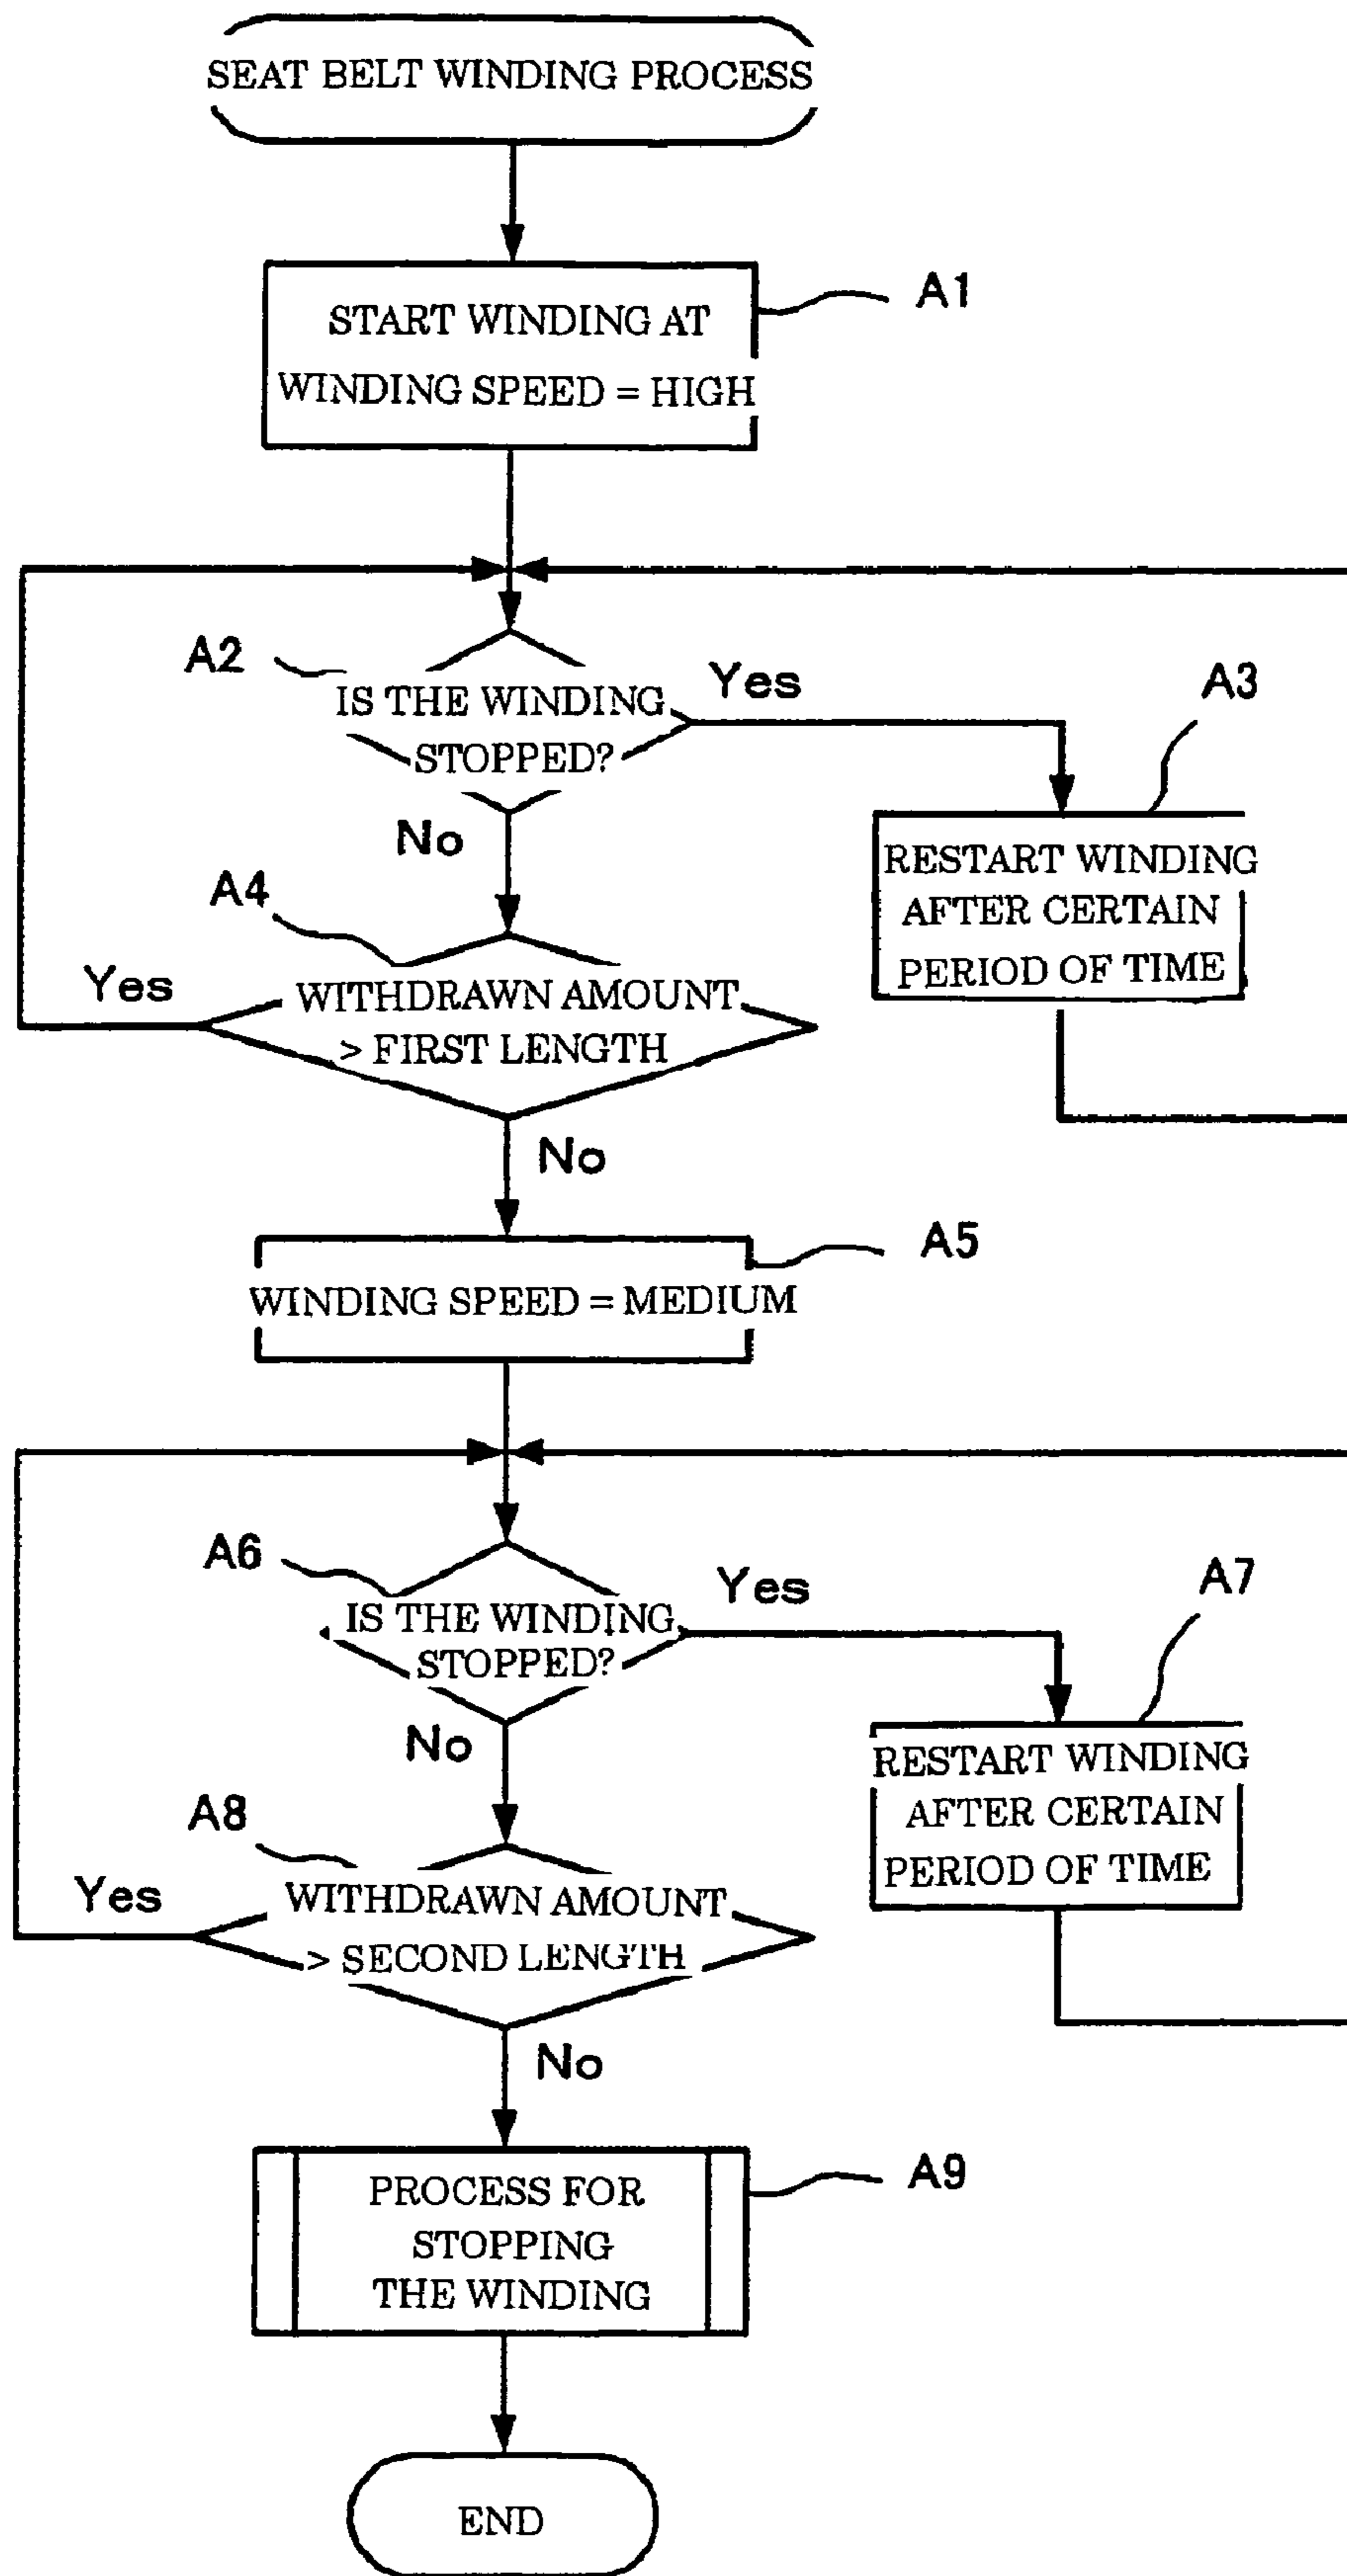 SEAT BELT WINDING PROCESS
START WINDING AT
WINDING SPEED = HIGH
A1
A2
IS THE WINDING
STOPPED?
Yes
No
A3
RESTART WINDING
AFTER CERTAIN
PERIOD OF TIME
A4
WITHDRAWN AMOUNT
> FIRST LENGTH
Yes
No
A5
WINDING SPEED = MEDIUM
A6
IS THE WINDING
STOPPED?
Yes
No
A7
RESTART WINDING
AFTER CERTAIN
PERIOD OF TIME
A8
WITHDRAWN AMOUNT
> SECOND LENGTH
Yes
No
A9
PROCESS FOR
STOPPING
THE WINDING
END